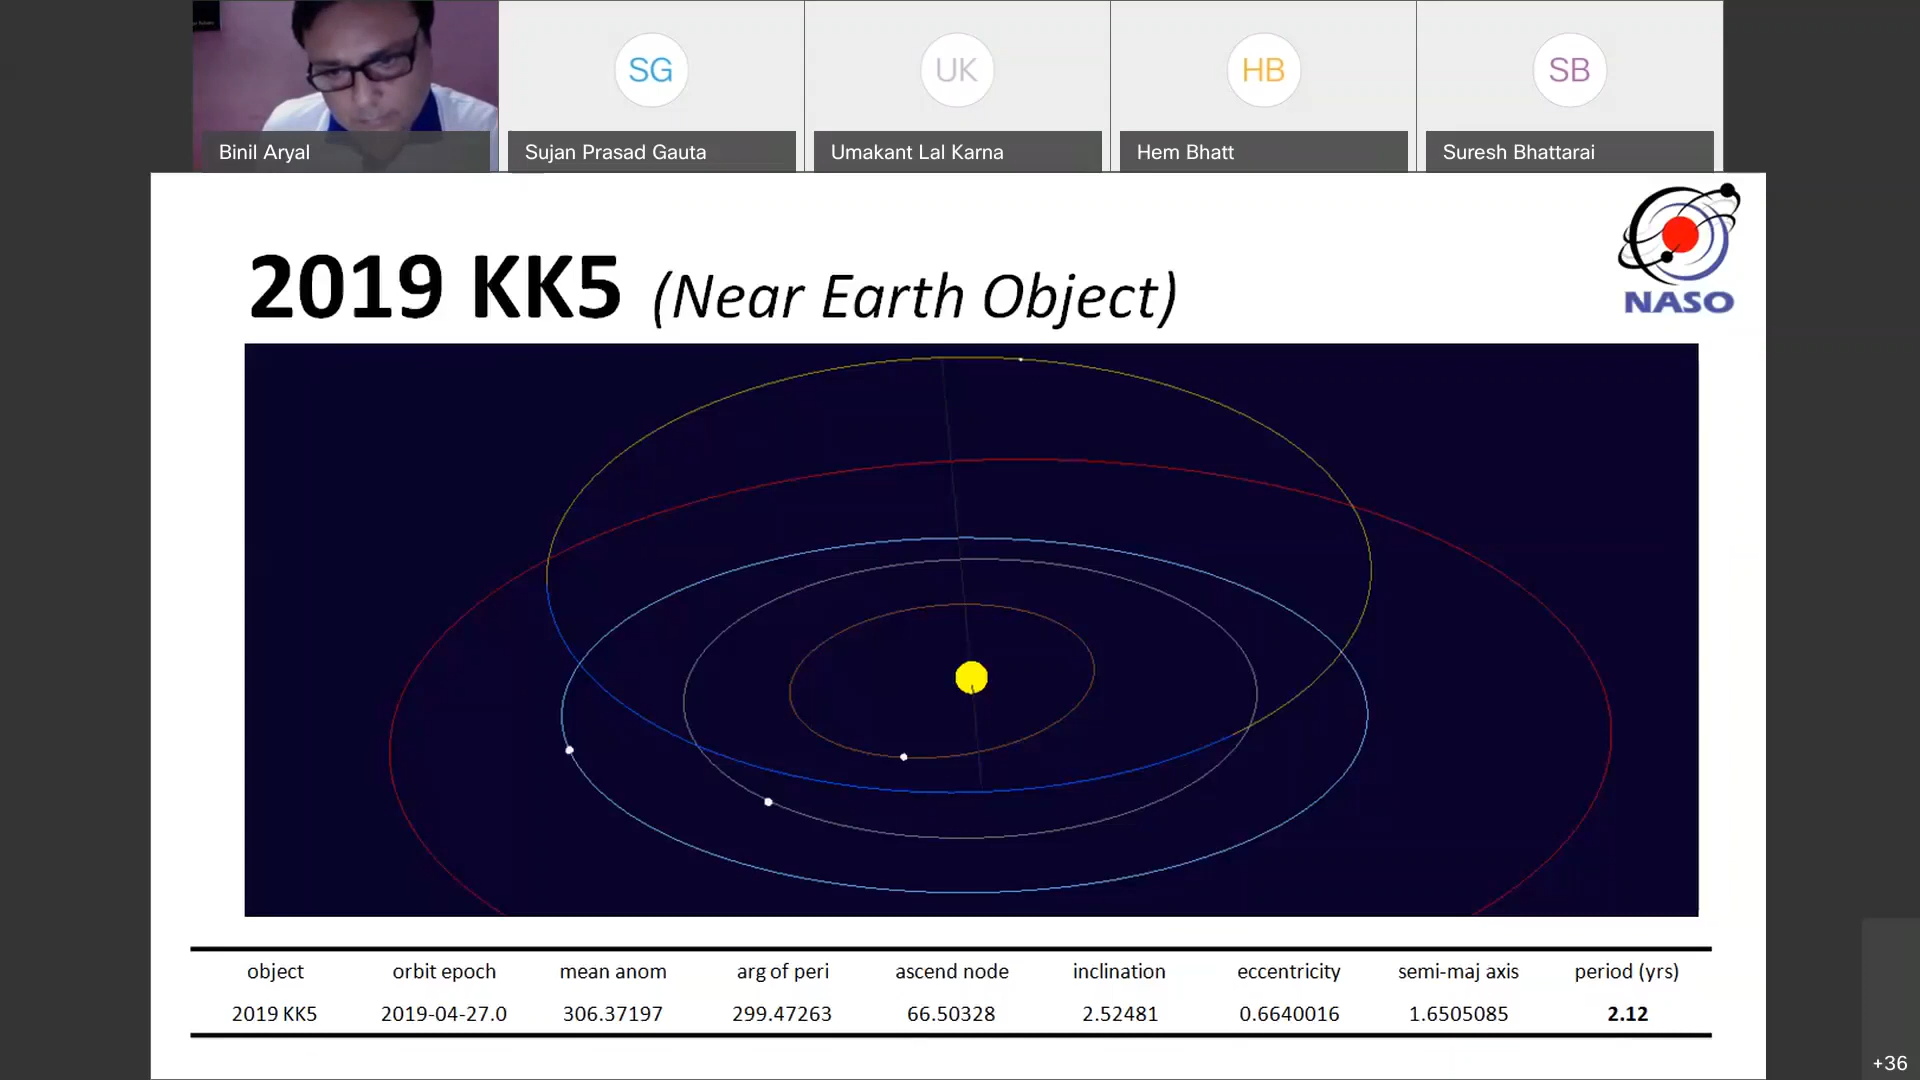 SG
UK
HB
SB
Binil Aryal
Sujan Prasad Gauta
Umakant Lal Karna
Hem Bhatt
Suresh Bhattarai
NASO
2019 KK5 (Near Earth Object)
object orbit epoch mean anom arg of peri ascend node inclination eccentricity semi-maj axis period (yrs)
2019 KK5 2019-04-27.0 306.37197 299.47263 66.50328 2.52481 0.6640016 1.6505085 2.12
+36